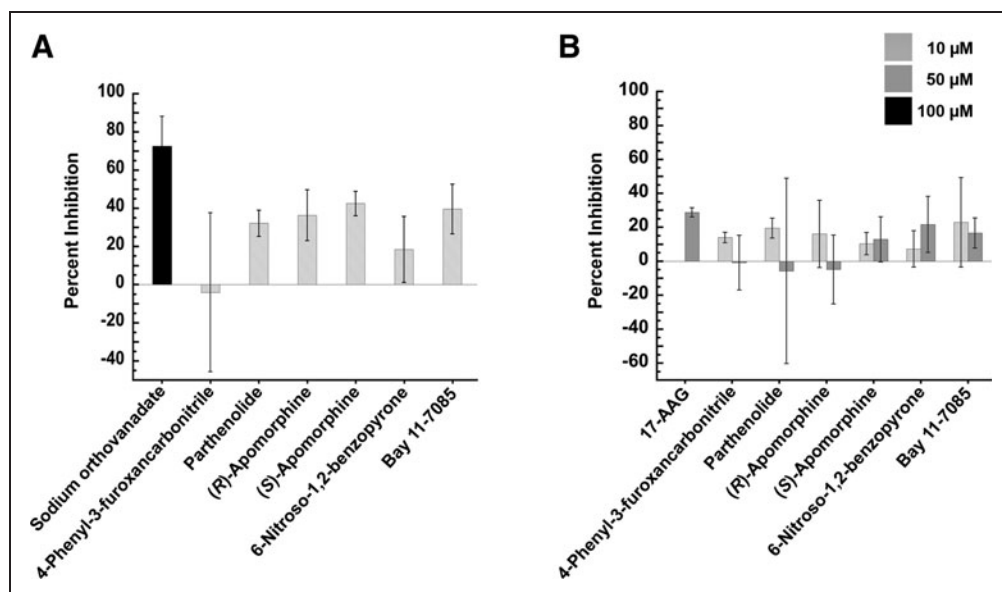 A
Percent Inhibition
100
80
60
40
20
0
-20
-40
Sodium orthovanadate
4-Phenyl-3-furoxancarbonitrile
Parthenolide
(R)-Apomorphine
(S)-Apomorphine
6-Nitroso-1,2-benzopyrone
Bay 11-7085
B
10 µM
50 µM
100 µM
Percent Inhibition
100
80
60
40
20
0
-20
-40
-60
17-AAG
4-Phenyl-3-furoxancarbonitrile
Parthenolide
(R)-Apomorphine
(S)-Apomorphine
6-Nitroso-1,2-benzopyrone
Bay 11-7085